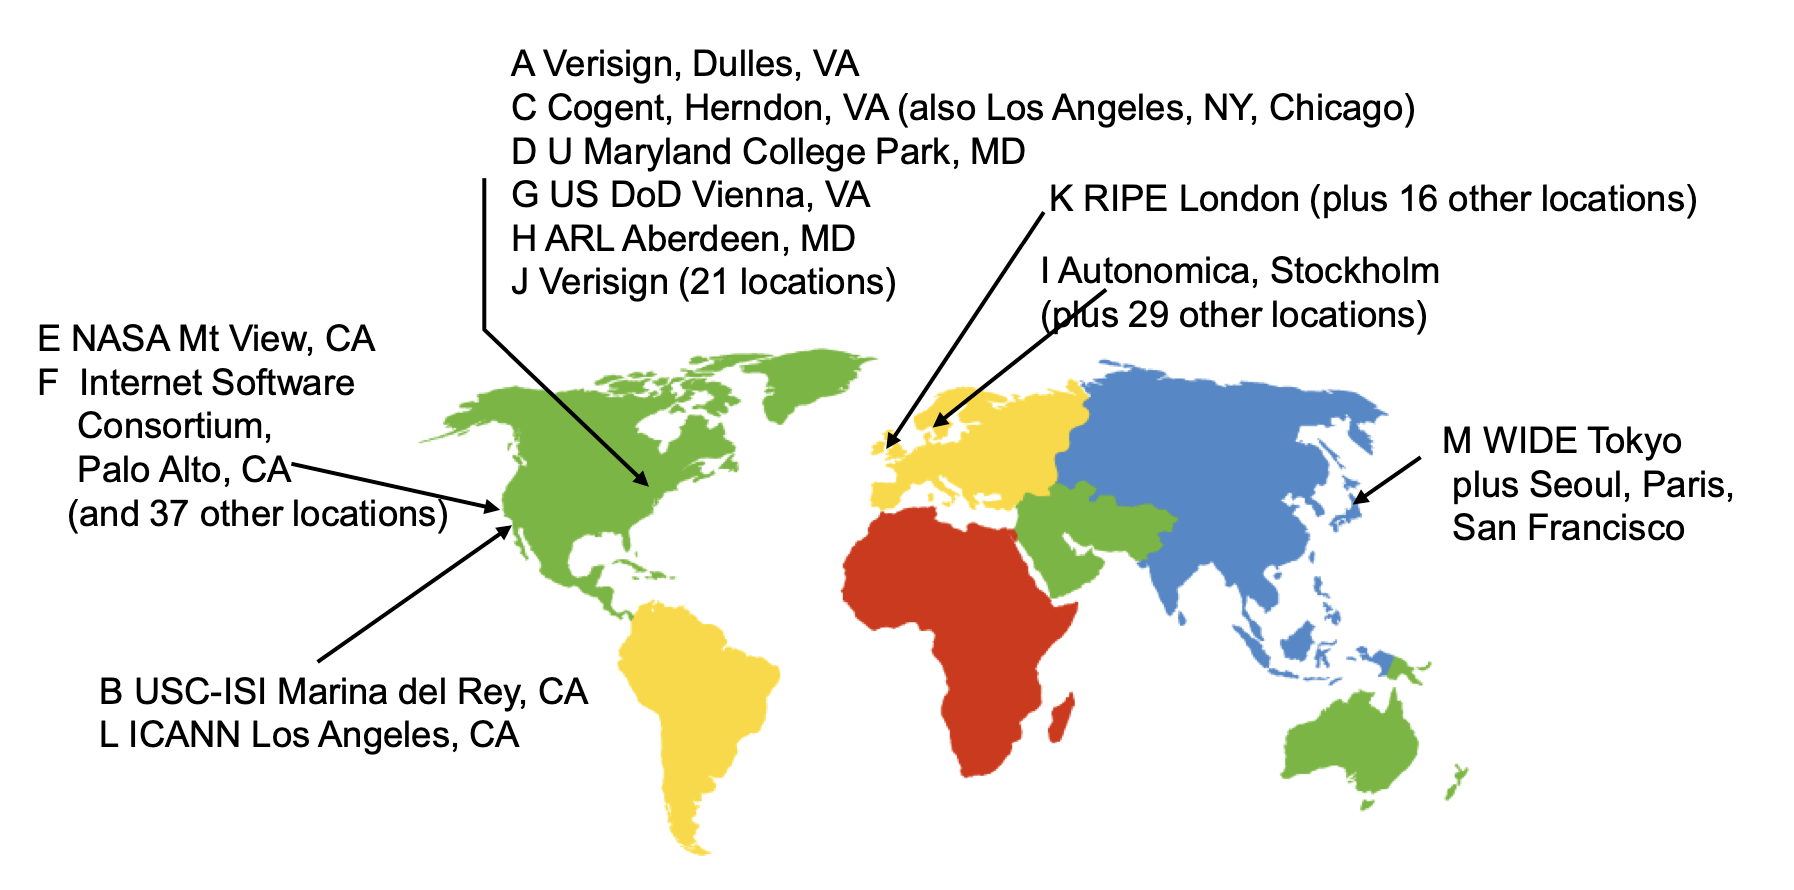 A Verisign, Dulles, VA
C Cogent, Herndon, VA (also Los Angeles, NY, Chicago)
D U Maryland College Park, MD
G US DoD Vienna, VA
H ARL Aberdeen, MD
J Verisign (21 locations)
K RIPE London (plus 16 other locations)
I Autonomica, Stockholm
(plus 29 other locations)
E NASA Mt View, CA
F Internet Software
Consortium,
Palo Alto, CA
(and 37 other locations)
M WIDE Tokyo
plus Seoul, Paris,
San Francisco
B USC-ISI Marina del Rey, CA
L ICANN Los Angeles, CA